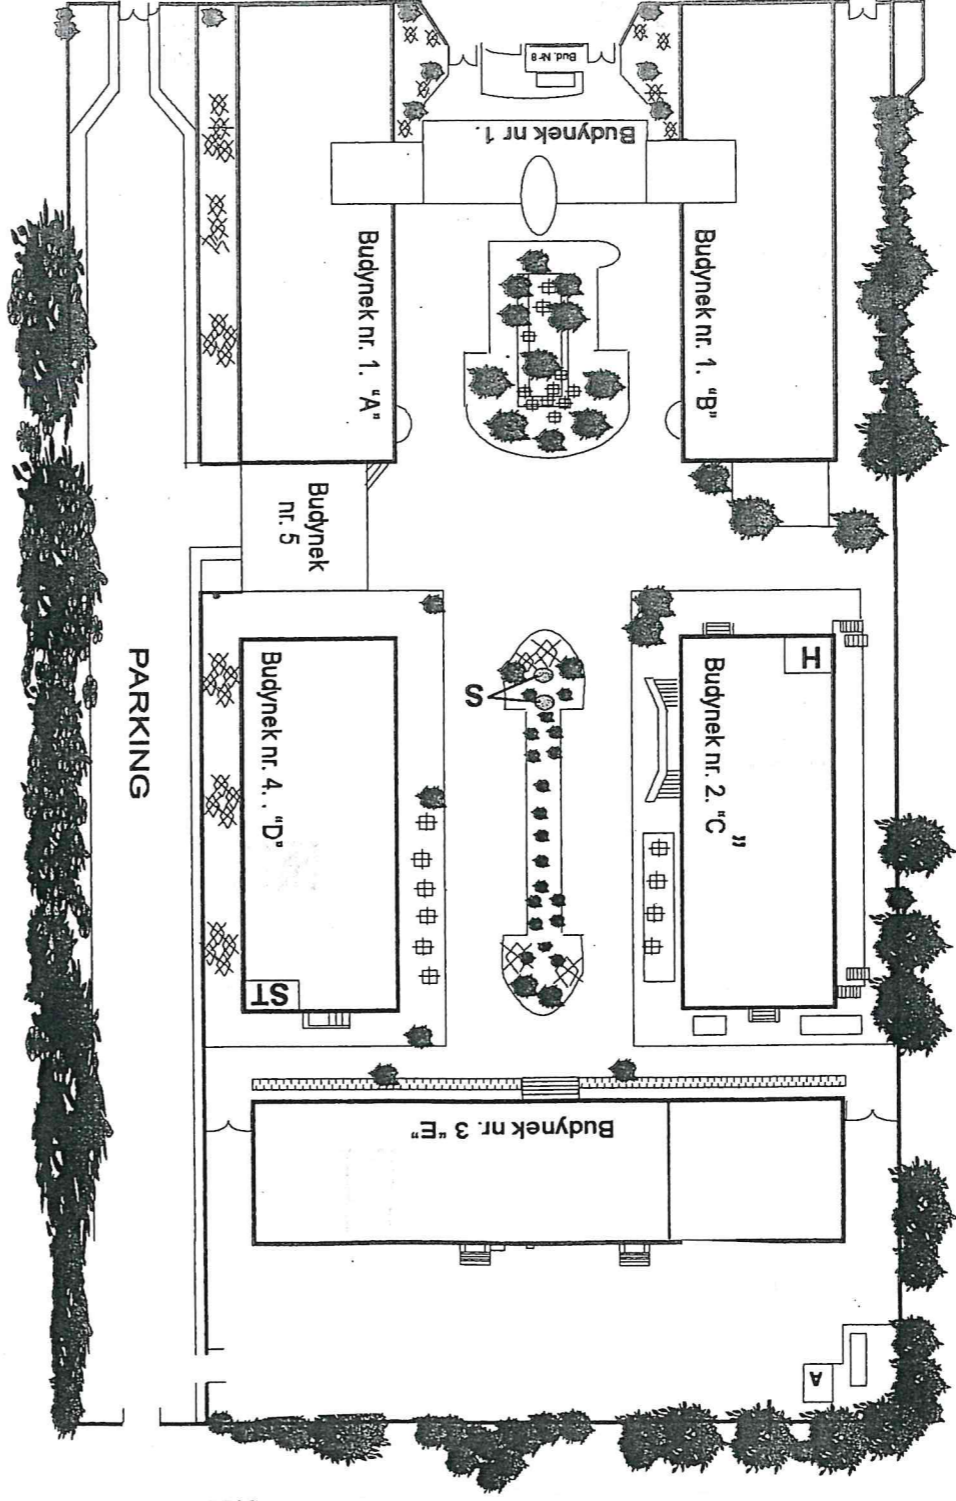 Bud. Nr 8
Budynek nr 1.
Budynek nr. 1. "A"
Budynek nr. 1. "B"
Budynek
nr. 5
H
S
Budynek nr. 2. "C"
Budynek nr. 4. . "D"
PARKING
ST
Budynek nr. 3 "E"
A